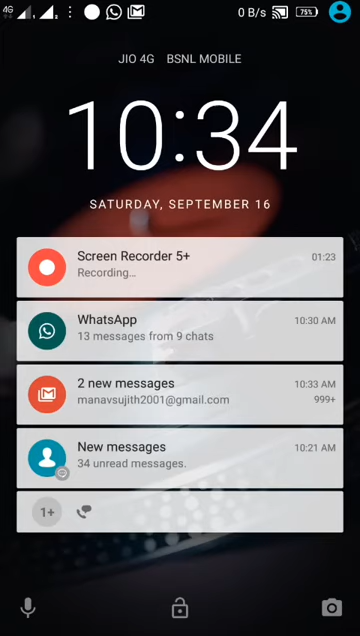 4G 1 2 0 B/s 75%
JIO 4G BSNL MOBILE
10:34
SATURDAY, SEPTEMBER 16
Screen Recorder 5+ 01:23
Recording...
WhatsApp 10:30 AM
13 messages from 9 chats
2 new messages 10:33 AM
manavsujith2001@gmail.com 999+
New messages 10:21 AM
34 unread messages.
1+